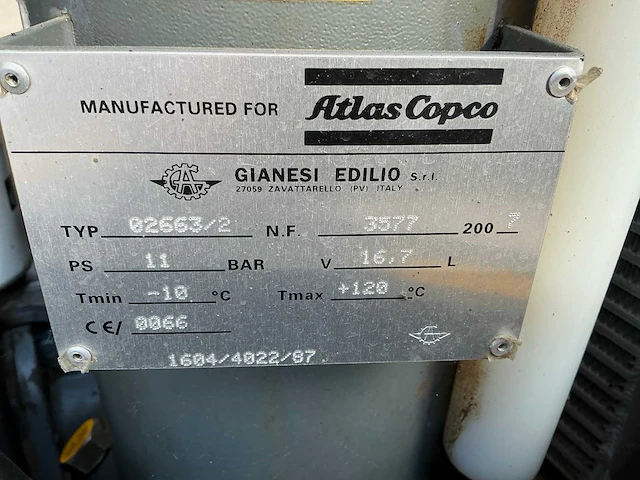 MANUFACTURED FOR Atlas Copco
GIANESI EDILIO S.r.l.
27059 ZAVATTARELLO (PV) ITALY
TYP 02663/2 N.F. 3577 200 7
PS 11 BAR V 16,7 L
Tmin -10 °C Tmax +120 °C
CE/ 0066
1604/4022/87